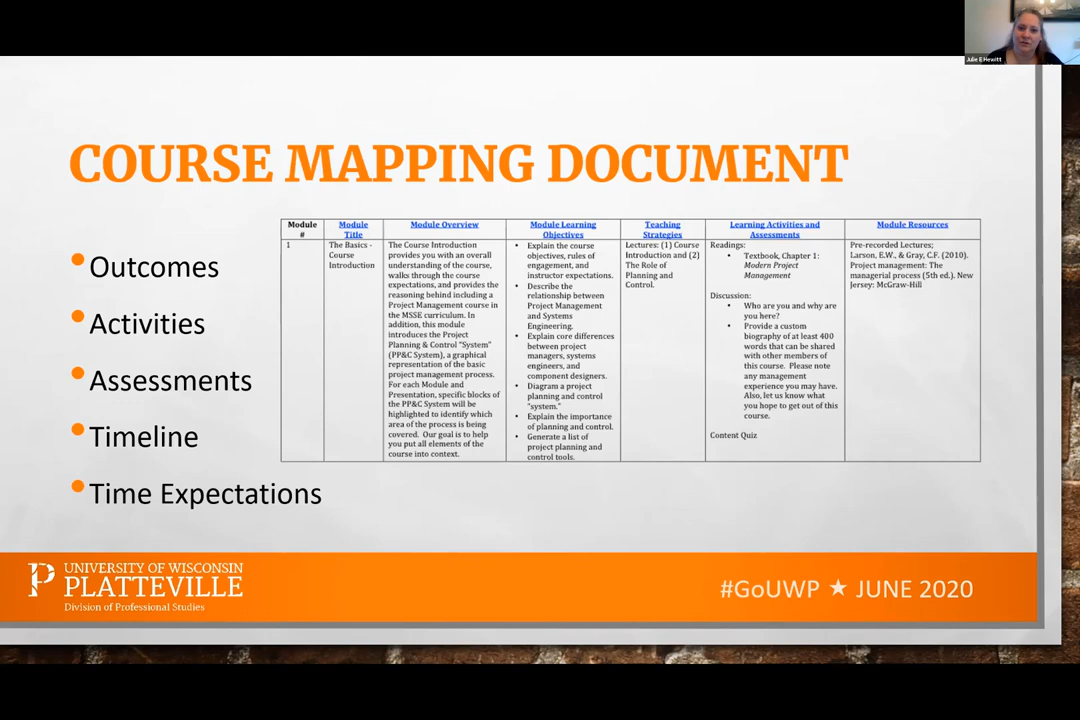 Julie E Hewitt
COURSE MAPPING DOCUMENT
Outcomes
Activities
Assessments
Timeline
Time Expectations
Module
#
Module
Title
Module Overview
Module Learning
Objectives
Teaching
Strategies
Learning Activities and
Assessments
Module Resources
1
The Basics -
Course
Introduction
The Course Introduction
provides you with an overall
understanding of the course,
walks through the course
expectations, and provides the
reasoning behind including a
Project Management course in
the MSSE curriculum. In
addition, this module
introduces the Project
Planning & Control "System"
(PP&C System), a graphical
representation of the basic
project management process.
For each Module and
Presentation, specific blocks of
the PP&C System will be
highlighted to identify which
area of the process is being
covered. Our goal is to help
you put all elements of the
course into context.
Explain the course
objectives, rules of
engagement, and
instructor expectations.
Describe the
relationship between
Project Management
and Systems
Engineering.
Explain core differences
between project
managers, systems
engineers, and
component designers.
Diagram a project
planning and control
"system."
Explain the importance
of planning and control.
Generate a list of
project planning and
control tools.
Lectures: (1) Course
Introduction and (2)
The Role of
Planning and
Control.
Readings:
Textbook, Chapter 1:
Modern Project
Management
Discussion:
Who are you and why are
you here?
Provide a custom
biography of at least 400
words that can be shared
with other members of
this course. Please note
any management
experience you may have.
Also, let us know what
you hope to get out of this
course.
Content Quiz
Pre-recorded Lectures;
Larson, E.W., & Gray, C.F. (2010).
Project management: The
managerial process (5th ed.). New
Jersey: McGraw-Hill
UNIVERSITY OF WISCONSIN
PLATTEVILLE
Division of Professional Studies
#GoUWP ★ JUNE 2020